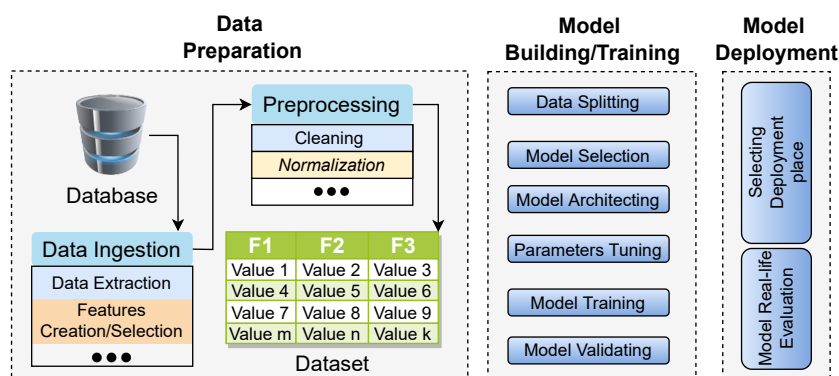 Data
Preparation
Model
Building/Training
Model
Deployment
Database
Data Ingestion
Data Extraction
Features
Creation/Selection
●●●
Preprocessing
Cleaning
Normalization
●●●
F1 F2 F3
Value 1 Value 2 Value 3
Value 4 Value 5 Value 6
Value 7 Value 8 Value 9
Value m Value n Value k
Dataset
Data Splitting
Model Selection
Model Architecting
Parameters Tuning
Model Training
Model Validating
Selecting
Deployment
place
Model Real-life
Evaluation